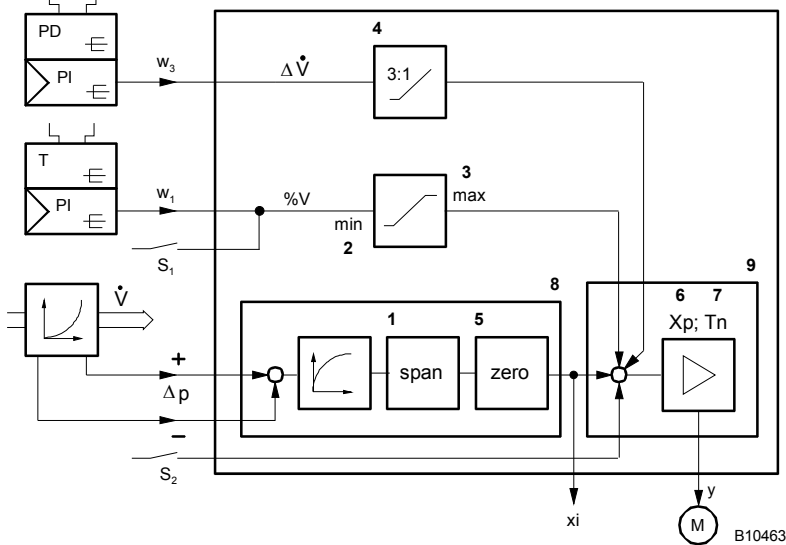 PD
PI
w3
ΔV̇
4
3:1
T
PI
w1
%V
min
2
3
max
S1
V̇
+
Δp
−
S2
8
1
5
span
zero
xi
9
6 7
Xp; Tn
y
M
B10463